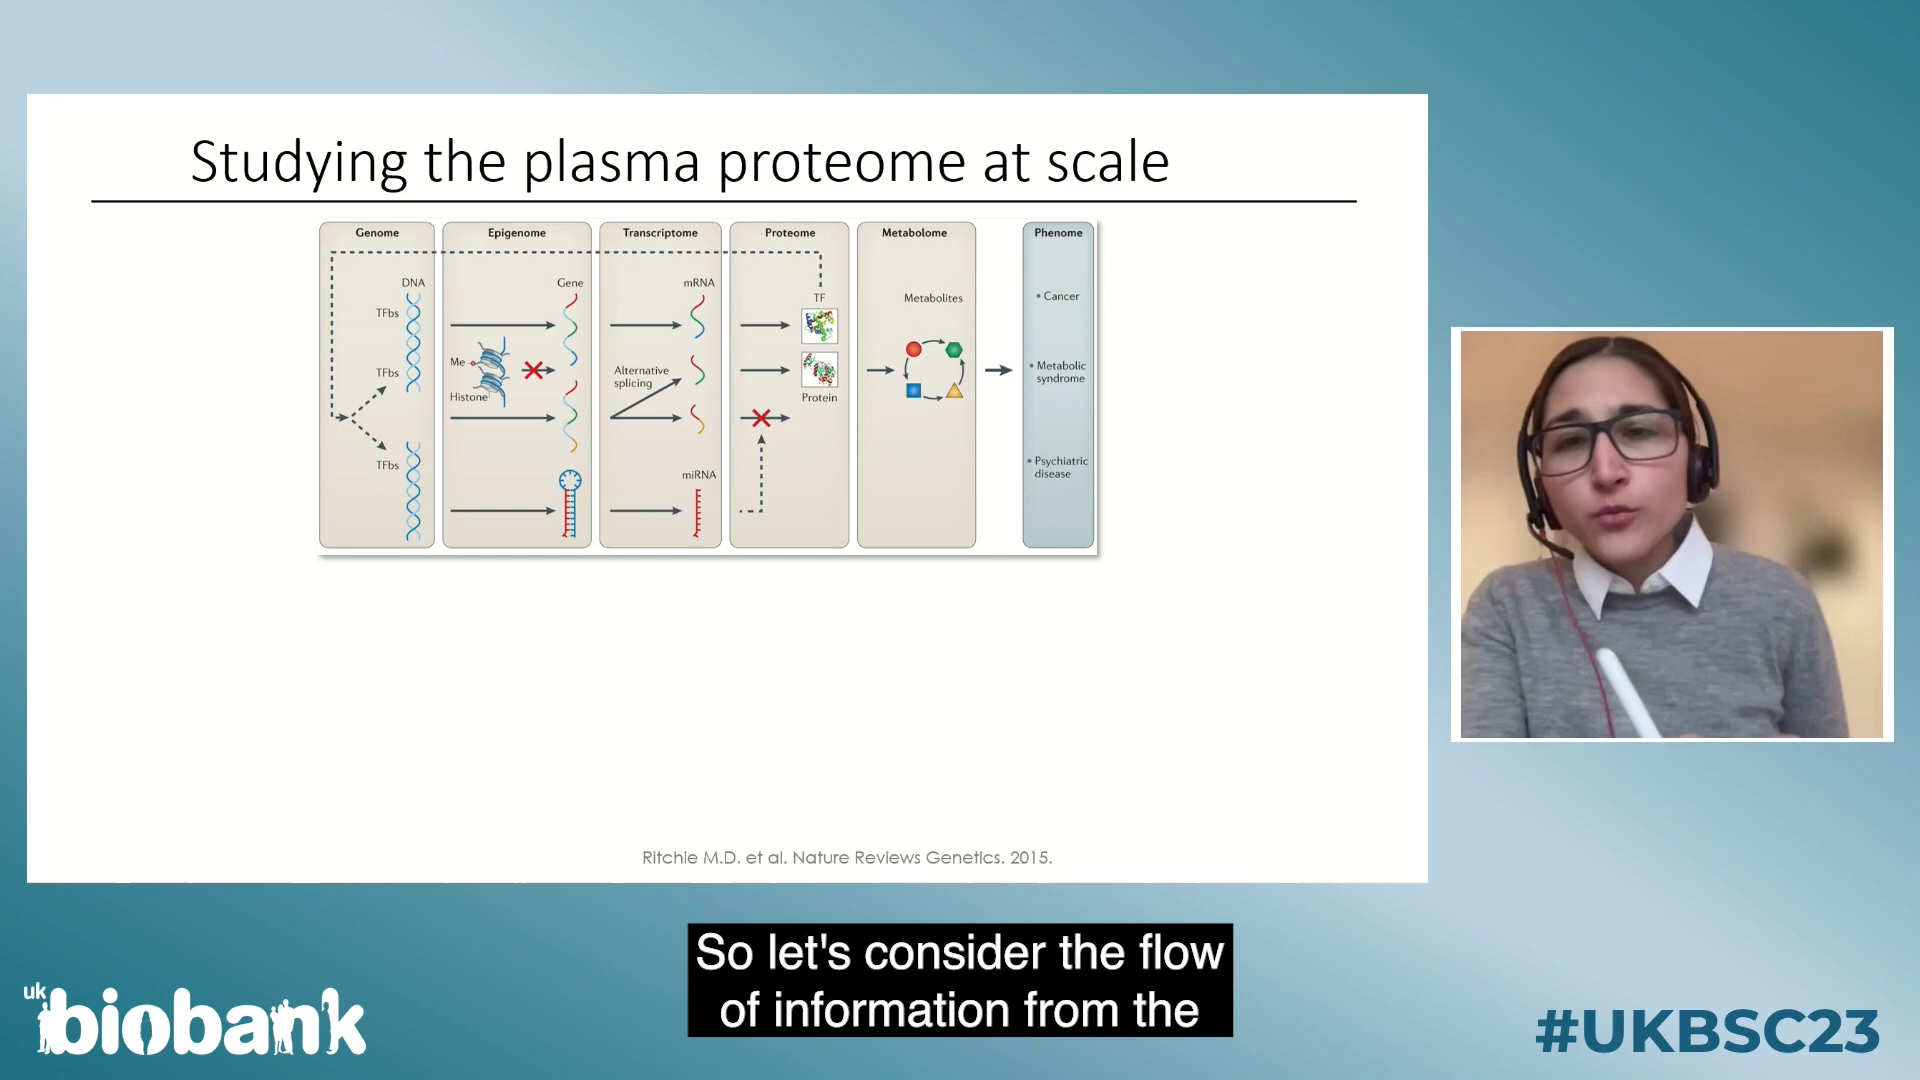 Studying the plasma proteome at scale
Genome
Epigenome
Transcriptome
Proteome
Metabolome
Phenome
DNA
Gene
mRNA
TF
Metabolites
• Cancer
TFbs
Me
Alternative
splicing
• Metabolic
syndrome
TFbs
Histone
Protein
TFbs
miRNA
• Psychiatric
disease
Ritchie M.D. et al. Nature Reviews Genetics. 2015.
So let's consider the flow
of information from the
uk
biobank
#UKBSC23